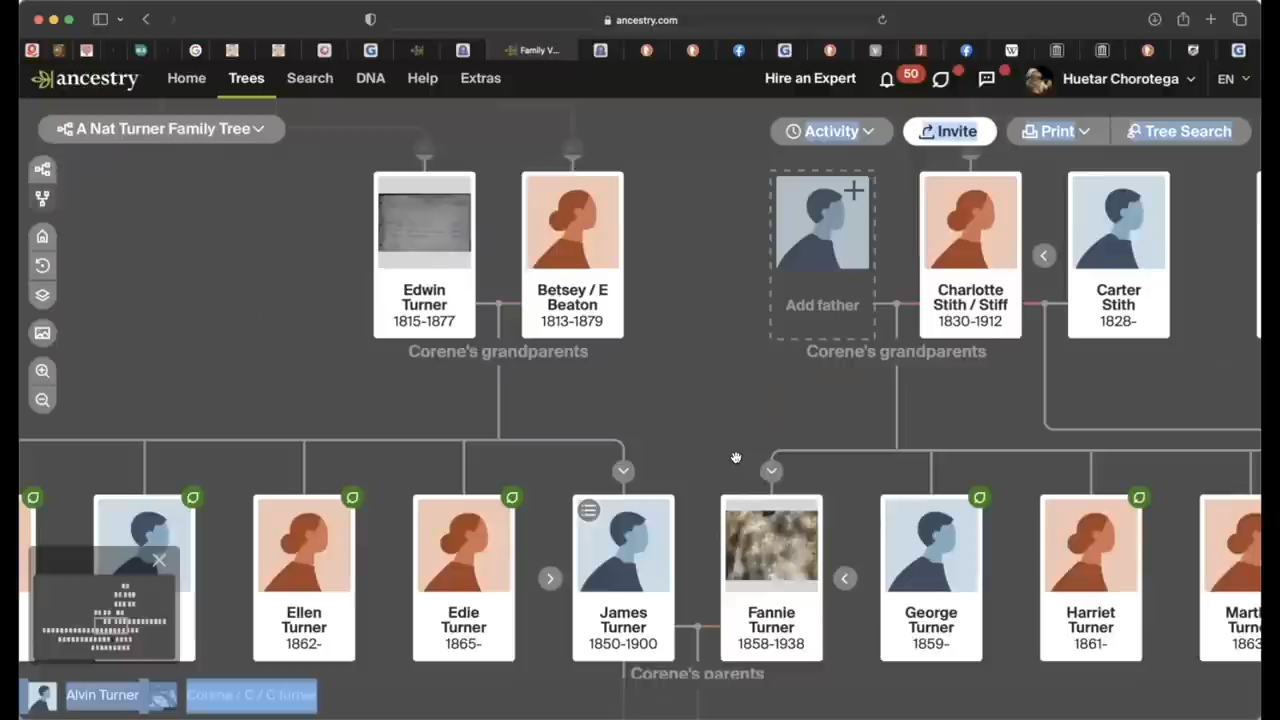 ancestry.com
Family V...
ancestry
Home
Trees
Search
DNA
Help
Extras
Hire an Expert
50
Huetar Chorotega
EN
A Nat Turner Family Tree
Activity
Invite
Print
Tree Search
Edwin
Turner
1815-1877
Betsey / E
Beaton
1813-1879
Add father
Charlotte
Stith / Stiff
1830-1912
Carter
Stith
1828-
Corene's grandparents
Corene's grandparents
Ellen
Turner
1862-
Edie
Turner
1865-
James
Turner
1850-1900
Fannie
Turner
1858-1938
George
Turner
1859-
Harriet
Turner
1861-
Mart
Turn
1863
Corene's parents
Alvin Turner
Corene / C / C Turner